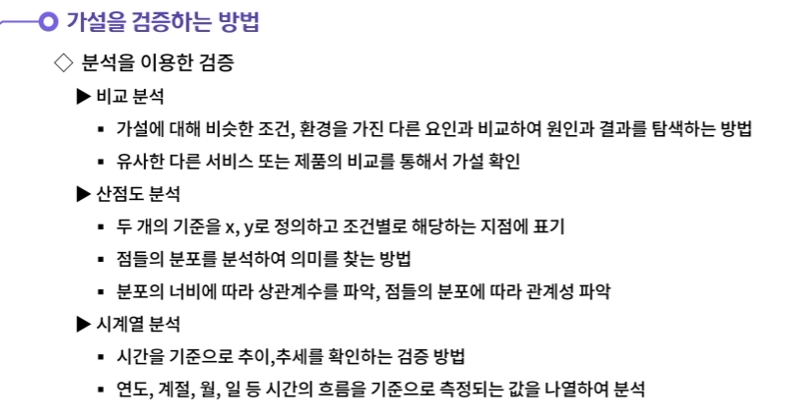 가설을 검증하는 방법
◇ 분석을 이용한 검증
▶ 비교 분석
▪ 가설에 대해 비슷한 조건, 환경을 가진 다른 요인과 비교하여 원인과 결과를 탐색하는 방법
▪ 유사한 다른 서비스 또는 제품의 비교를 통해서 가설 확인
▶ 산점도 분석
▪ 두 개의 기준을 x, y로 정의하고 조건별로 해당하는 지점에 표기
▪ 점들의 분포를 분석하여 의미를 찾는 방법
▪ 분포의 너비에 따라 상관계수를 파악, 점들의 분포에 따라 관계성 파악
▶ 시계열 분석
▪ 시간을 기준으로 추이,추세를 확인하는 검증 방법
▪ 연도, 계절, 월, 일 등 시간의 흐름을 기준으로 측정되는 값을 나열하여 분석